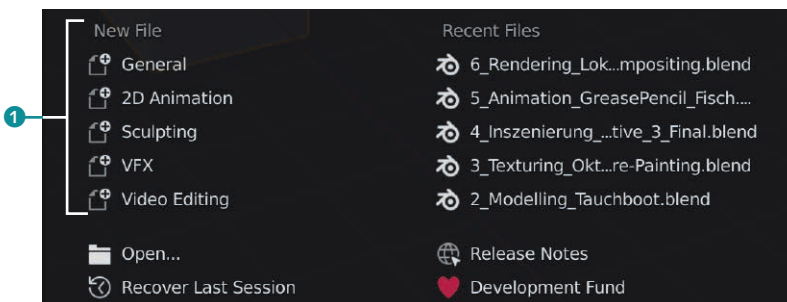 New File
General
2D Animation
Sculpting
VFX
Video Editing
Open...
Recover Last Session
Recent Files
6_Rendering_Lok...mpositing.blend
5_Animation_GreasePencil_Fisch....
4_Inszenierung_...tive_3_Final.blend
3_Texturing_Okt...re-Painting.blend
2_Modelling_Tauchboot.blend
Release Notes
Development Fund
1